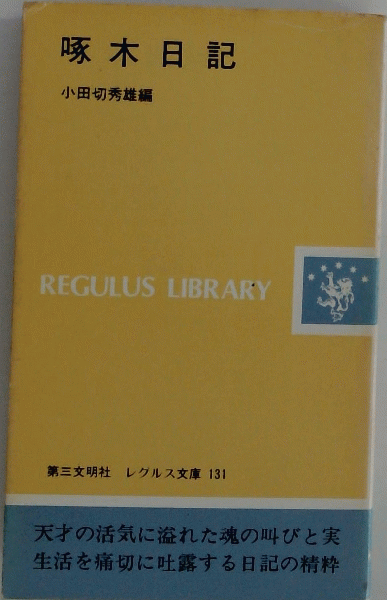 啄木日記
小田切秀雄編
REGULUS LIBRARY
第三文明社 レグルス文庫 131
天才の活気に溢れた魂の叫びと実
生活を痛切に吐露する日記の精粋